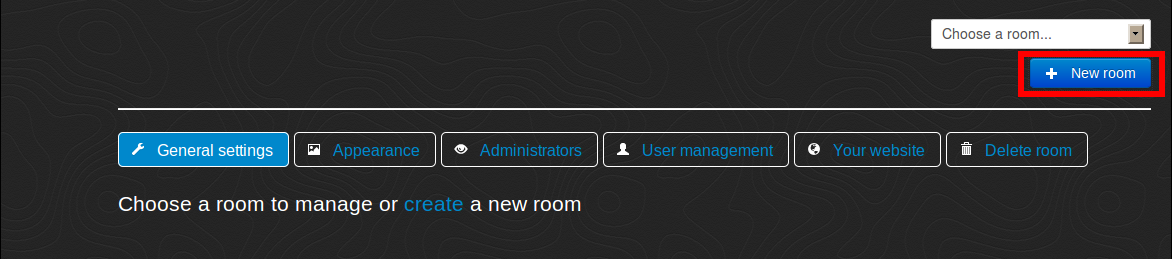 Choose a room...
New room
General settings Appearance Administrators User management Your website Delete room
Choose a room to manage or create a new room